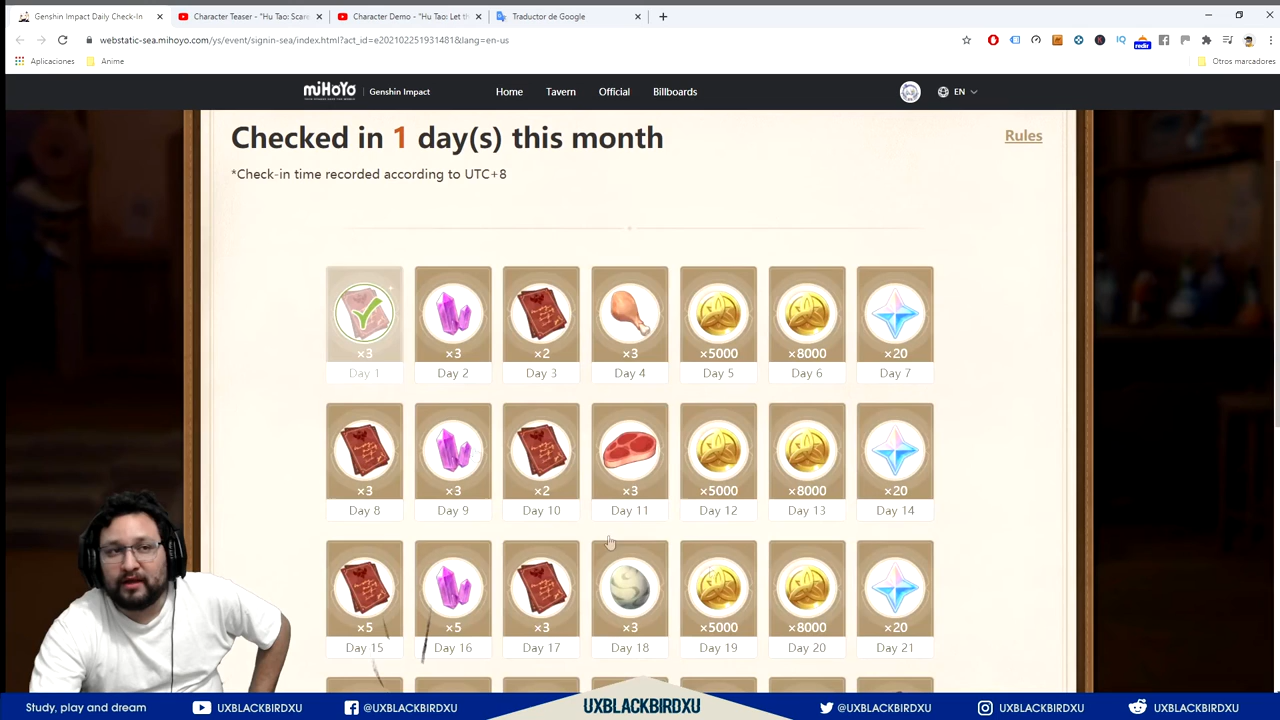 Genshin Impact Daily Check-In
Character Teaser - "Hu Tao: Scare
Character Demo - "Hu Tao: Let th
Traductor de Google
webstatic-sea.mihoyo.com/ys/event/signin-sea/index.html?act_id=e202102251931481&lang=en-us
IQ
redir
Aplicaciones
Anime
Otros marcadores
miHoYo
Genshin Impact
Home
Tavern
Official
Billboards
EN
Checked in 1 day(s) this month
Rules
*Check-in time recorded according to UTC+8
×3 ×3 ×2 ×3 ×5000 ×8000 ×20
Day 1 Day 2 Day 3 Day 4 Day 5 Day 6 Day 7
×3 ×3 ×2 ×3 ×5000 ×8000 ×20
Day 8 Day 9 Day 10 Day 11 Day 12 Day 13 Day 14
×5 ×5 ×3 ×3 ×5000 ×8000 ×20
Day 15 Day 16 Day 17 Day 18 Day 19 Day 20 Day 21
Study, play and dream
UXBLACKBIRDXU
@UXBLACKBIRDXU
UXBLACKBIRDXU
@UXBLACKBIRDXU
UXBLACKBIRDXU
UXBLACKBIRDXU